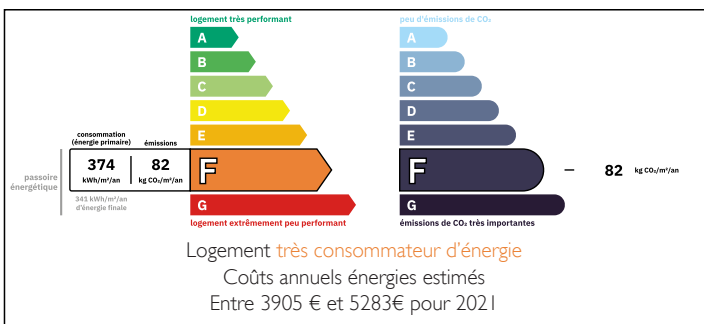 logement très performant
A
B
C
D
E
consommation
(énergie primaire)
émissions
passoire
énergétique
374
kWh/m²/an
82
kg CO₂/m²/an
F
341 kWh/m²/an
d'énergie finale
G
logement extrêmement peu performant
peu d'émissions de CO₂
A
B
C
D
E
F
82 kg CO₂/m²/an
G
émissions de CO₂ très importantes
Logement très consommateur d'énergie
Coûts annuels énergies estimés
Entre 3905 € et 5283€ pour 2021